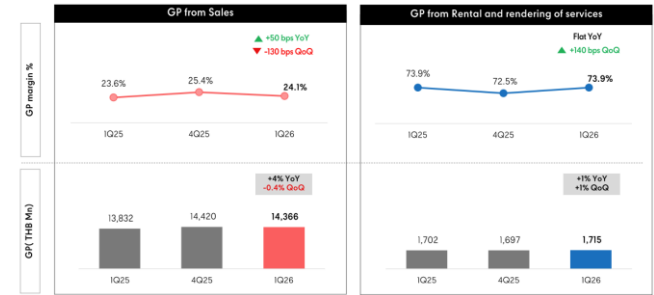 GP from Sales
GP from Rental and rendering of services
GP margin %
▲ +50 bps YoY
▼ -130 bps QoQ
23.6%
25.4%
24.1%
1Q25
4Q25
1Q26
Flat YoY
▲ +140 bps QoQ
73.9%
72.5%
73.9%
1Q25
4Q25
1Q26
GP( THB Mn)
+4% YoY
-0.4% QoQ
13,832
14,420
14,366
1Q25
4Q25
1Q26
+1% YoY
+1% QoQ
1,702
1,697
1,715
1Q25
4Q25
1Q26